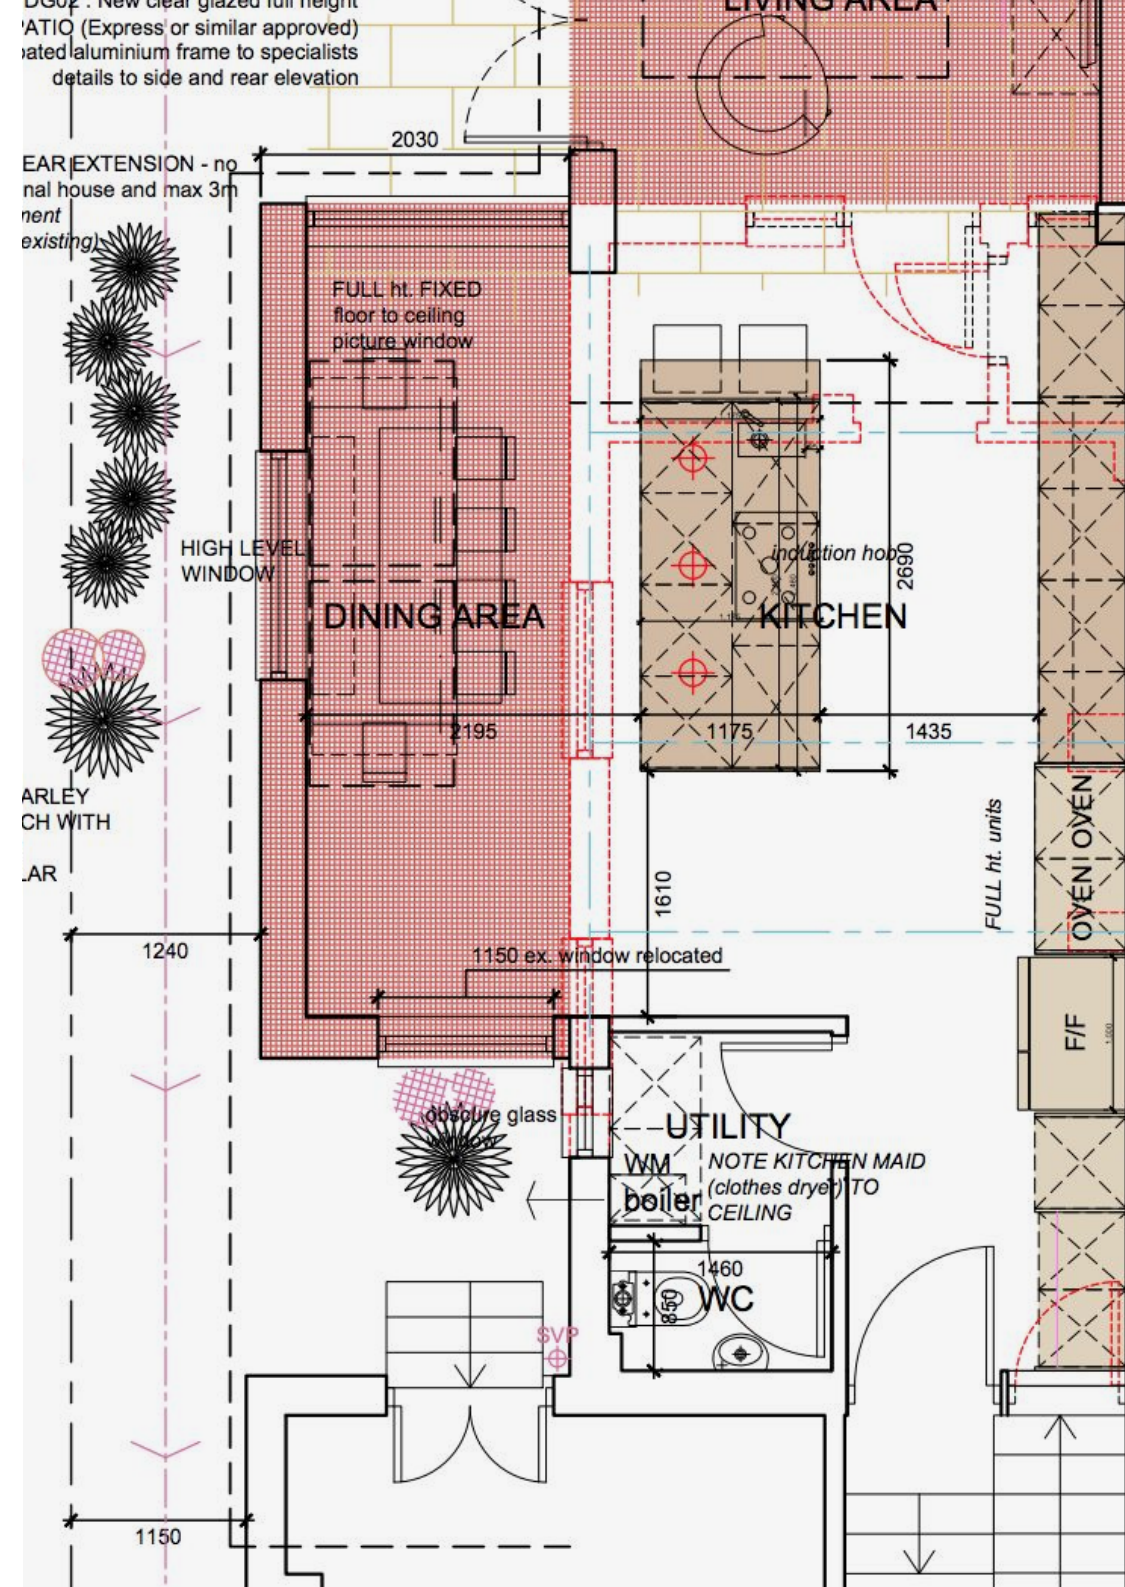 DG02 : New clear glazed full height
PATIO (Express or similar approved)
oated aluminium frame to specialists
details to side and rear elevation
LIVING AREA
2030
EAR EXTENSION - no
nal house and max 3m
ment
existing)
FULL ht. FIXED
floor to ceiling
picture window
HIGH LEVEL
WINDOW
induction hob
2690
DINING AREA
KITCHEN
2195
1175
1435
ARLEY
CH WITH
LAR
FULL ht. units
OVEN
OVEN
1610
1240
1150 ex. window relocated
F/F
obscure glass
window
UTILITY
WM
boiler
NOTE KITCHEN MAID
(clothes dryer) TO
CEILING
1460
WC
850
SVP
1150